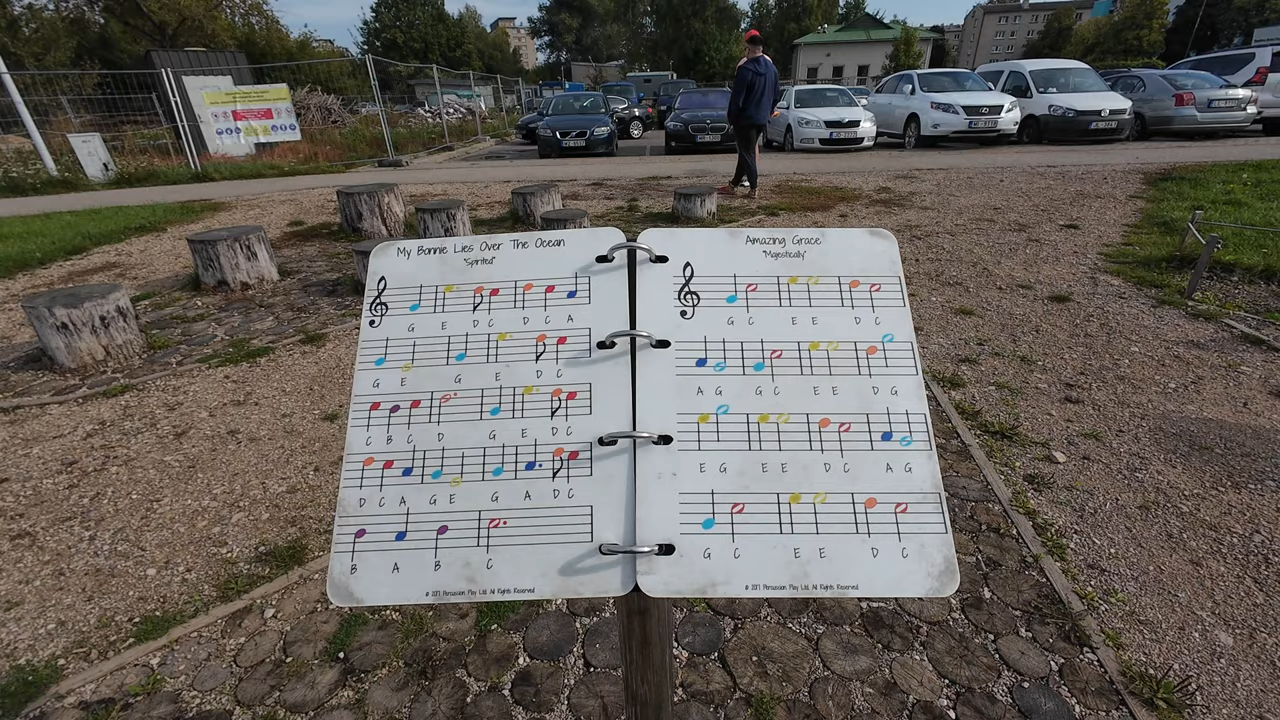 My Bonnie Lies Over The Ocean
"Spirited"
G E D C D C A
G E G E D C
C B C D G E D C
D C A G E G A D C
B A B C
© 2017 Percussion Play Ltd. All Rights Reserved
Amazing Grace
"Majestically"
G C E E D C
A G G C E E D G
E G E E D C A G
G C E E D C
© 2017 Percussion Play Ltd. All Rights Reserved